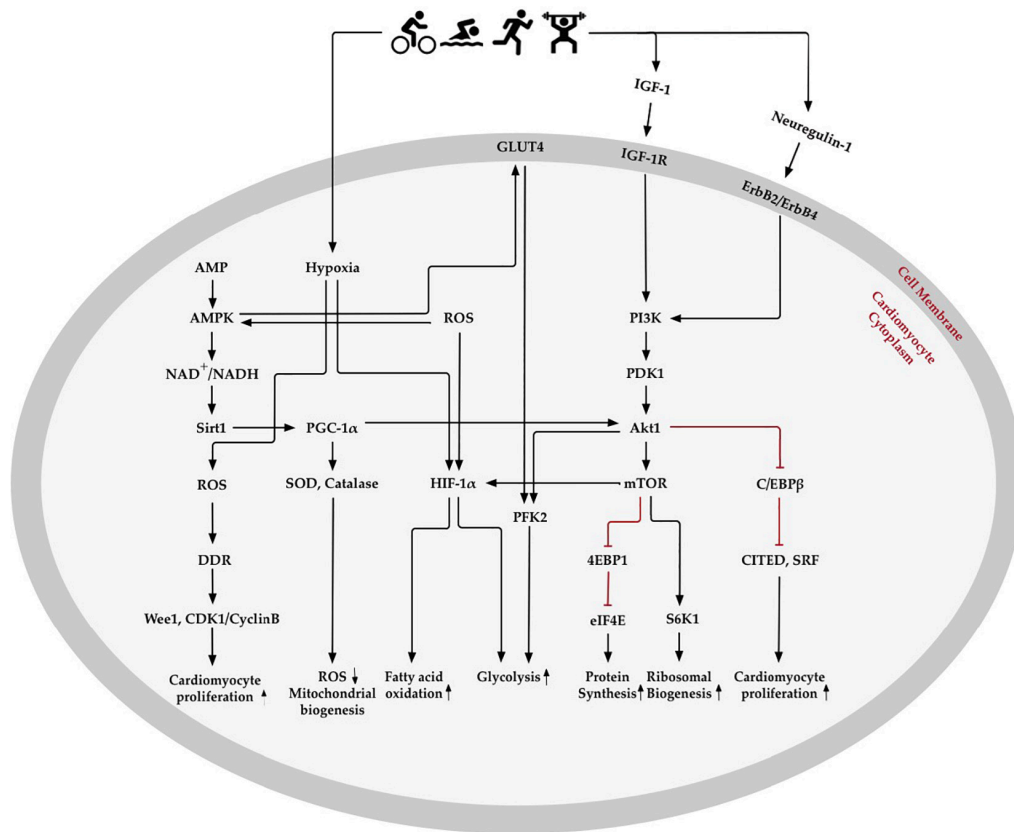 IGF-1
Neuregulin-1
GLUT4
IGF-1R
ErbB2/ErbB4
Cell Membrane
Cardiomyocyte
Cytoplasm
AMP
Hypoxia
AMPK
ROS
PI3K
NAD+/NADH
PDK1
Sirt1
PGC-1α
Akt1
ROS
SOD, Catalase
HIF-1α
mTOR
C/EBPβ
PFK2
DDR
4EBP1
CITED, SRF
Wee1, CDK1/CyclinB
eIF4E
S6K1
Cardiomyocyte
proliferation ↑
ROS ↓
Mitochondrial
biogenesis
Fatty acid
oxidation ↑
Glycolysis ↑
Protein
Synthesis ↑
Ribosomal
Biogenesis ↑
Cardiomyocyte
proliferation ↑